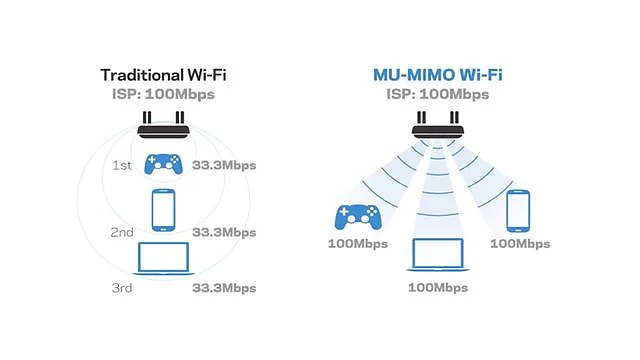 Traditional Wi-Fi
ISP: 100Mbps
1st 33.3Mbps
2nd 33.3Mbps
3rd 33.3Mbps
MU-MIMO Wi-Fi
ISP: 100Mbps
100Mbps
100Mbps
100Mbps